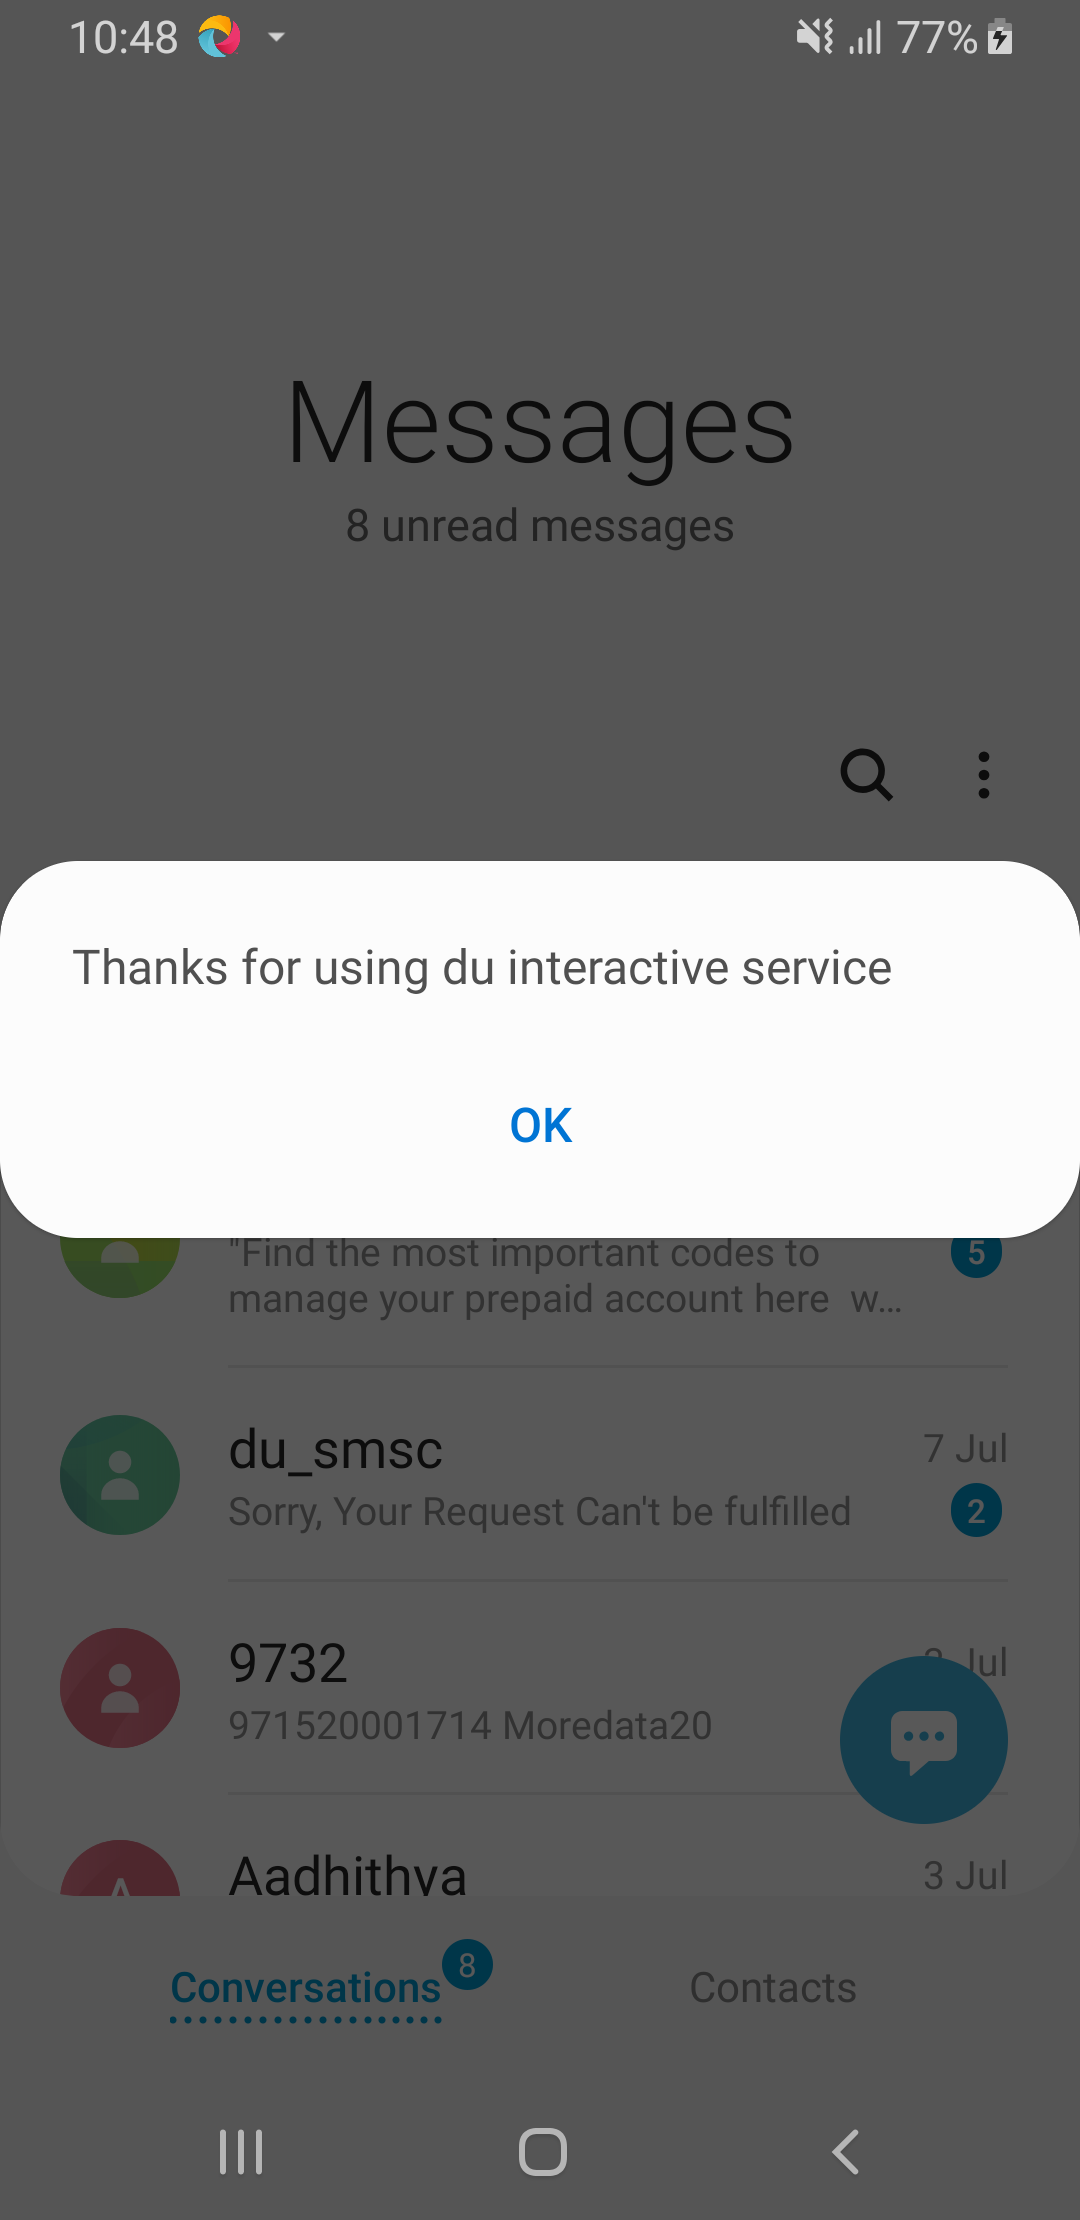 10:48
77%
Messages
8 unread messages
Thanks for using du interactive service
OK
"Find the most important codes to
5
manage your prepaid account here w...
du_smsc
7 Jul
Sorry, Your Request Can't be fulfilled
2
9732
Jul
971520001714 Moredata20
Aadhithya
3 Jul
Conversations
8
Contacts